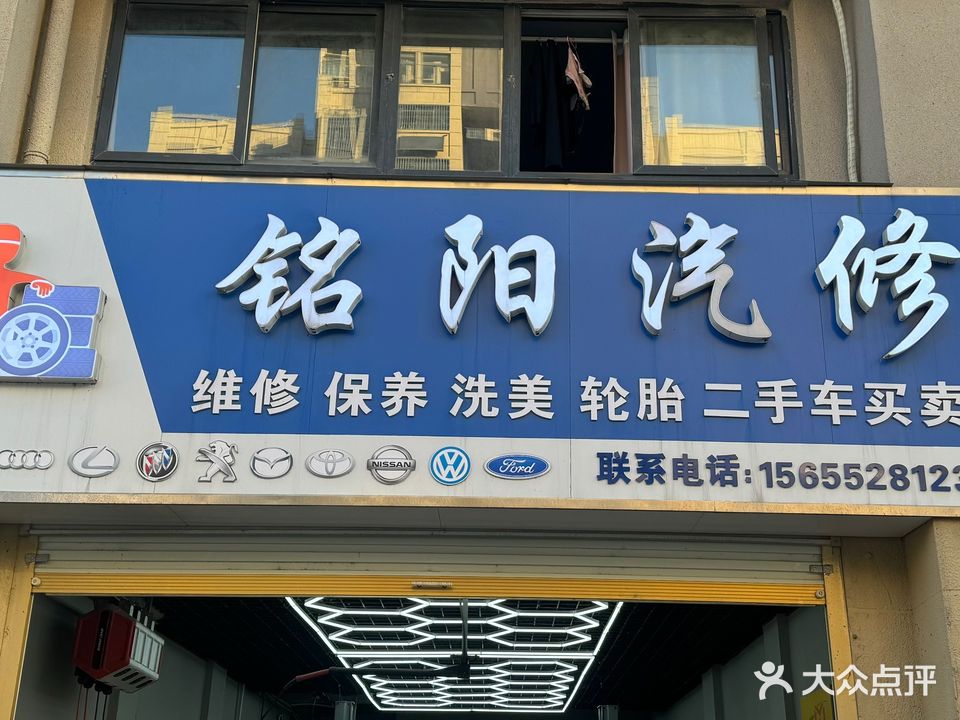 铭阳汽修
维修 保养 洗美 轮胎 二手车买卖
NISSAN
Ford
联系电话:1565528123
大众点评